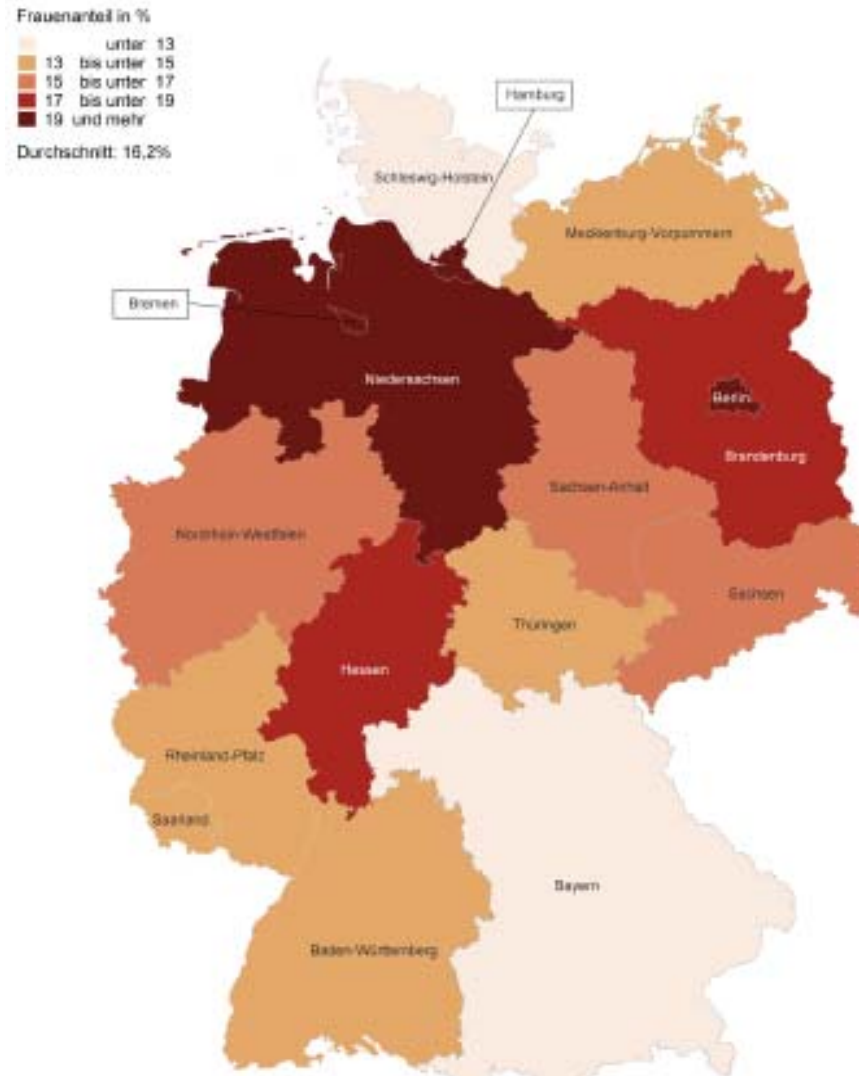 Frauenanteil in %
unter 13
13 bis unter 15
15 bis unter 17
17 bis unter 19
19 und mehr
Durchschnitt: 16,2%
Hamburg
Schleswig-Holstein
Mecklenburg-Vorpommern
Bremen
Niedersachsen
Berlin
Brandenburg
Sachsen-Anhalt
Nordrhein-Westfalen
Sachsen
Thüringen
Hessen
Rheinland-Pfalz
Saarland
Bayern
Baden-Württemberg